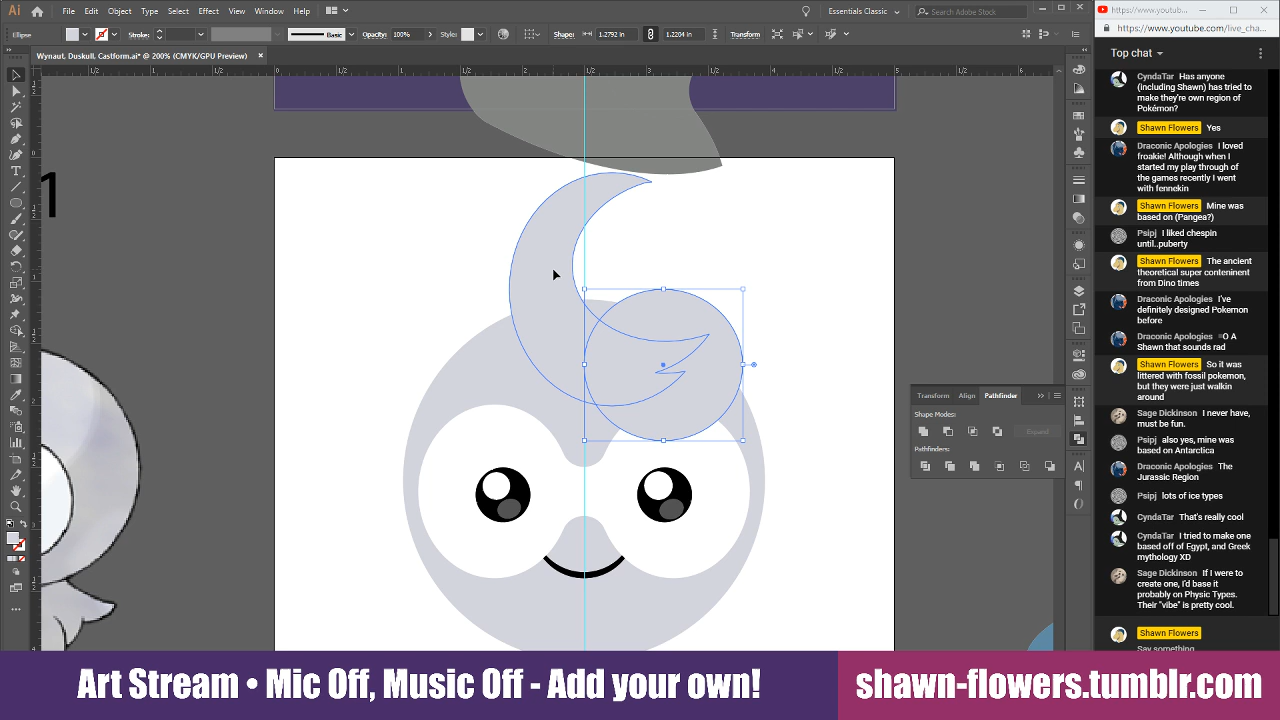 Ai File Edit Object Type Select Effect View Window Help Essentials Classic Search Adobe Stock
Ellipse Stroke: Basic Opacity: Style: Shape: 1.2792 in 1.2204 in Transform
Wynaut, Duskull, Castform.ai* @ 200% (CMYK/GPU Preview) ×
1
Transform Align Pathfinder
Shape Modes:
Expand
Pathfinders:
https://www.youtub...
https://www.youtube.com/live_cha...
Top chat
CyndaTar Has anyone
(including Shawn) has tried to
make they're own region of
Pokémon?
Shawn Flowers Yes
Draconic Apologies I loved
froakie! Although when I
started my play through of
the games recently I went
with fennekin
Shawn Flowers Mine was
based on (Pangea?)
Psipj I liked chespin
until..puberty
Shawn Flowers The ancient
theoretical super conteninent
from Dino times
Draconic Apologies I've
definitely designed Pokemon
before
Draconic Apologies =O A
Shawn that sounds rad
Shawn Flowers So it was
littered with fossil pokemon,
but they were just walkin
around
Sage Dickinson I never have,
must be fun.
Psipj also yes, mine was
based on Antarctica
Draconic Apologies The
Jurassic Region
Psipj lots of ice types
CyndaTar That's really cool
CyndaTar I tried to make one
based off of Egypt, and Greek
mythology XD
Sage Dickinson If I were to
create one, I'd base it
probably on Physic Types.
Their "vibe" is pretty cool.
Shawn Flowers
Say something...
Art Stream • Mic Off, Music Off - Add your own!
shawn-flowers.tumblr.com